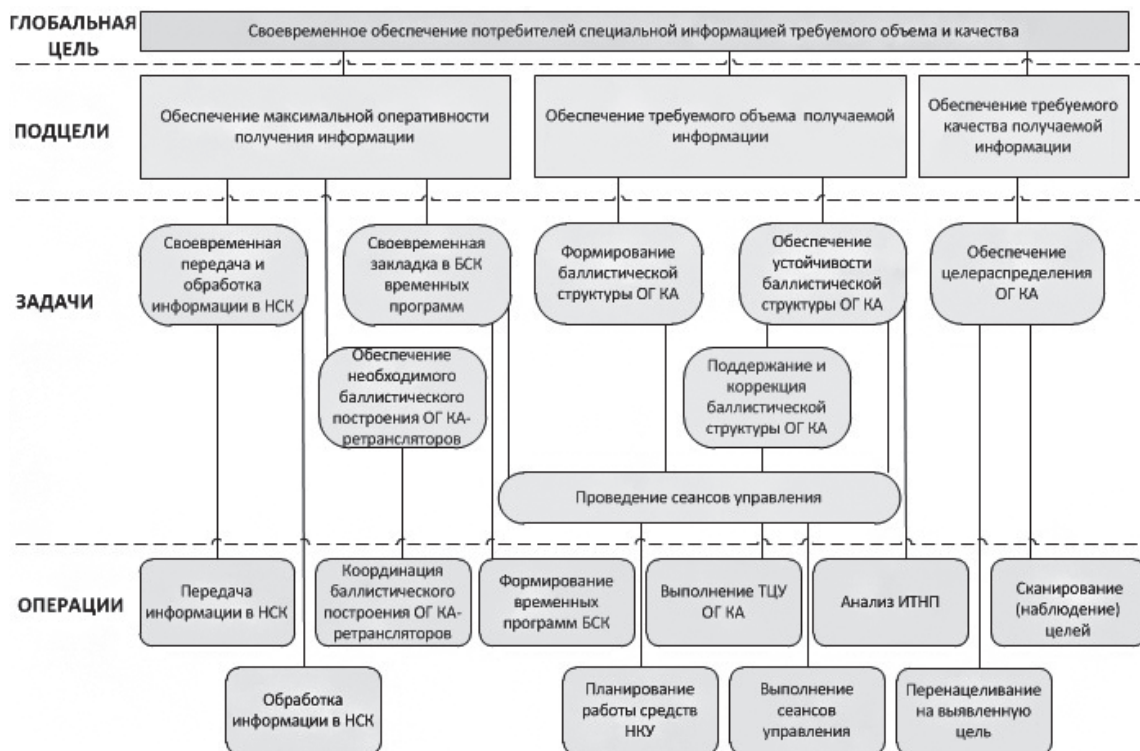 ГЛОБАЛЬНАЯ
ЦЕЛЬ
Своевременное обеспечение потребителей специальной информацией требуемого объема и качества
ПОДЦЕЛИ
Обеспечение максимальной оперативности
получения информации
Обеспечение требуемого объема получаемой
информации
Обеспечение требуемого
качества получаемой
информации
ЗАДАЧИ
Своевременная
передача и
обработка
информации в НСК
Своевременная
закладка в БСК
временных
программ
Формирование
баллистической
структуры ОГ КА
Обеспечение
устойчивости
баллистической
структуры ОГ КА
Обеспечение
целераспределения
ОГ КА
Обеспечение
необходимого
баллистического
построения ОГ КА-
ретрансляторов
Поддержание и
коррекция
баллистической
структуры ОГ КА
Проведение сеансов управления
ОПЕРАЦИИ
Передача
информации в НСК
Координация
баллистического
построения ОГ КА-
ретрансляторов
Формирование
временных
программ БСК
Выполнение ТЦУ
ОГ КА
Анализ ИТНП
Сканирование
(наблюдение)
целей
Обработка
информации в НСК
Планирование
работы средств
НКУ
Выполнение
сеансов
управления
Перенацеливание
на выявленную
цель